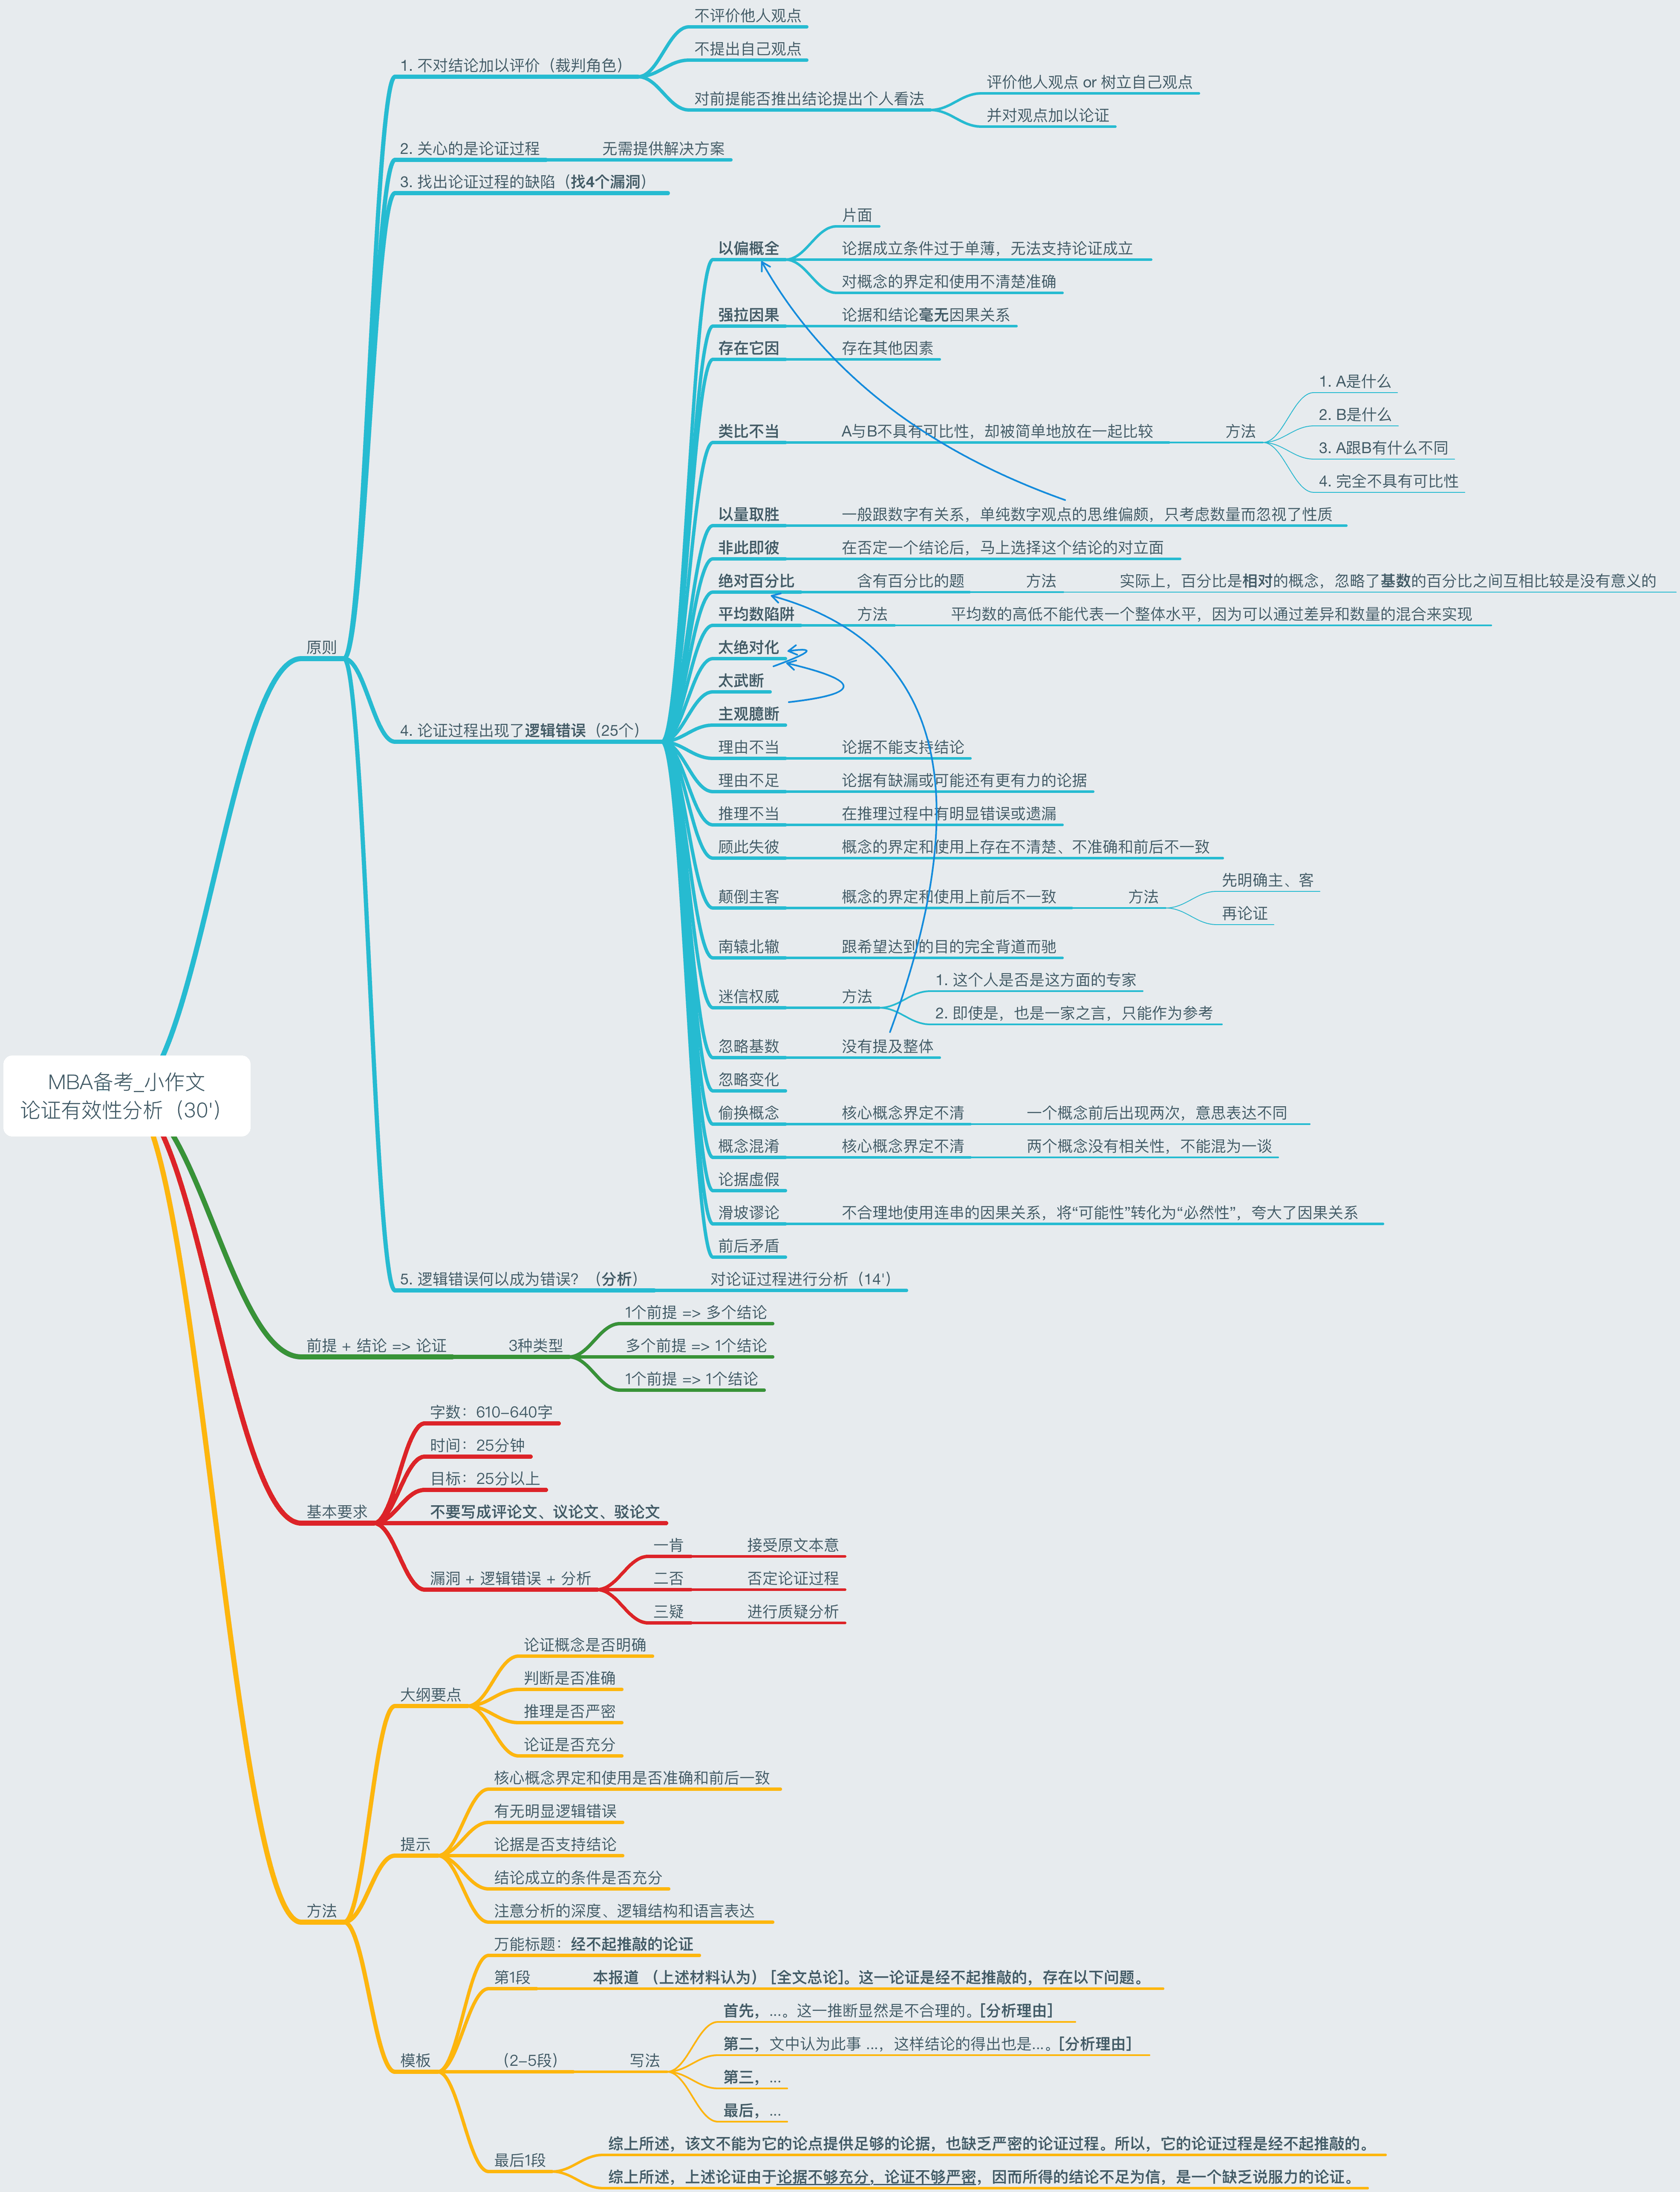 MBA备考_小作文
论证有效性分析（30'）
原则
1. 不对结论加以评价（裁判角色）
不评价他人观点
不提出自己观点
对前提能否推出结论提出个人看法
评价他人观点 or 树立自己观点
并对观点加以论证
2. 关心的是论证过程
无需提供解决方案
3. 找出论证过程的缺陷（找4个漏洞）
4. 论证过程出现了逻辑错误（25个）
以偏概全
片面
论据成立条件过于单薄，无法支持论证成立
对概念的界定和使用不清楚准确
强拉因果
论据和结论毫无因果关系
存在它因
存在其他因素
类比不当
A与B不具有可比性，却被简单地放在一起比较
方法
1. A是什么
2. B是什么
3. A跟B有什么不同
4. 完全不具有可比性
以量取胜
一般跟数字有关系，单纯数字观点的思维偏颇，只考虑数量而忽视了性质
非此即彼
在否定一个结论后，马上选择这个结论的对立面
绝对百分比
含有百分比的题
方法
实际上，百分比是相对的概念，忽略了基数的百分比之间互相比较是没有意义的
平均数陷阱
方法
平均数的高低不能代表一个整体水平，因为可以通过差异和数量的混合来实现
太绝对化
太武断
主观臆断
理由不当
论据不能支持结论
理由不足
论据有缺漏或可能还有更有力的论据
推理不当
在推理过程中有明显错误或遗漏
顾此失彼
概念的界定和使用上存在不清楚、不准确和前后不一致
颠倒主客
概念的界定和使用上前后不一致
方法
先明确主、客
再论证
南辕北辙
跟希望达到的目的完全背道而驰
迷信权威
方法
1. 这个人是否是这方面的专家
2. 即使是，也是一家之言，只能作为参考
忽略基数
没有提及整体
忽略变化
偷换概念
核心概念界定不清
一个概念前后出现两次，意思表达不同
概念混淆
核心概念界定不清
两个概念没有相关性，不能混为一谈
论据虚假
滑坡谬论
不合理地使用连串的因果关系，将“可能性”转化为“必然性”，夸大了因果关系
前后矛盾
5. 逻辑错误何以成为错误？（分析）
对论证过程进行分析（14'）
前提 + 结论 => 论证
3种类型
1个前提 => 多个结论
多个前提 => 1个结论
1个前提 => 1个结论
基本要求
字数：610-640字
时间：25分钟
目标：25分以上
不要写成评论文、议论文、驳论文
漏洞 + 逻辑错误 + 分析
一肯
接受原文本意
二否
否定论证过程
三疑
进行质疑分析
方法
大纲要点
论证概念是否明确
判断是否准确
推理是否严密
论证是否充分
提示
核心概念界定和使用是否准确和前后一致
有无明显逻辑错误
论据是否支持结论
结论成立的条件是否充分
注意分析的深度、逻辑结构和语言表达
模板
万能标题：经不起推敲的论证
第1段
本报道 （上述材料认为）[全文总论]。这一论证是经不起推敲的，存在以下问题。
（2-5段）
写法
首先，...。这一推断显然是不合理的。[分析理由]
第二，文中认为此事 ...，这样结论的得出也是...。[分析理由]
第三，...
最后，...
最后1段
综上所述，该文不能为它的论点提供足够的论据，也缺乏严密的论证过程。所以，它的论证过程是经不起推敲的。
综上所述，上述论证由于论据不够充分，论证不够严密，因而所得的结论不足为信，是一个缺乏说服力的论证。